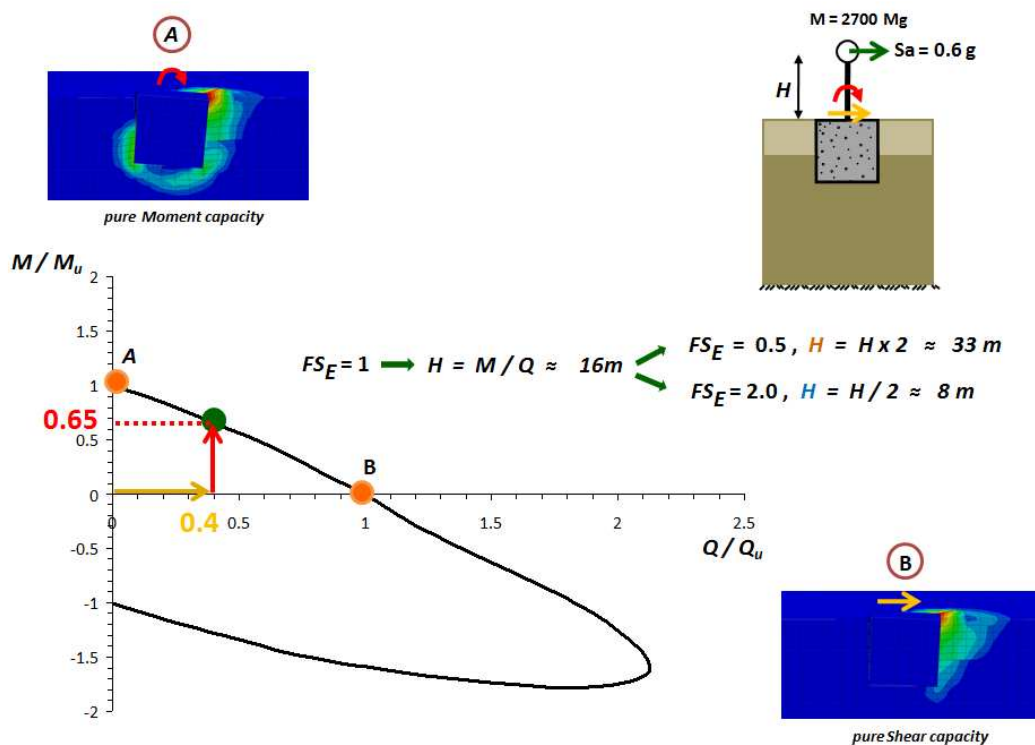 A
pure Moment capacity
M = 2700 Mg
Sa = 0.6 g
H
M / Mu
2
1.5
1
0.5
0
-0.5
-1
-1.5
-2
A
0.65
0.4
B
0
0.5
1
1.5
2
2.5
Q / Qu
FSE = 1 H = M / Q ≈ 16m
FSE = 0.5 , H = H x 2 ≈ 33 m
FSE = 2.0 , H = H / 2 ≈ 8 m
B
pure Shear capacity